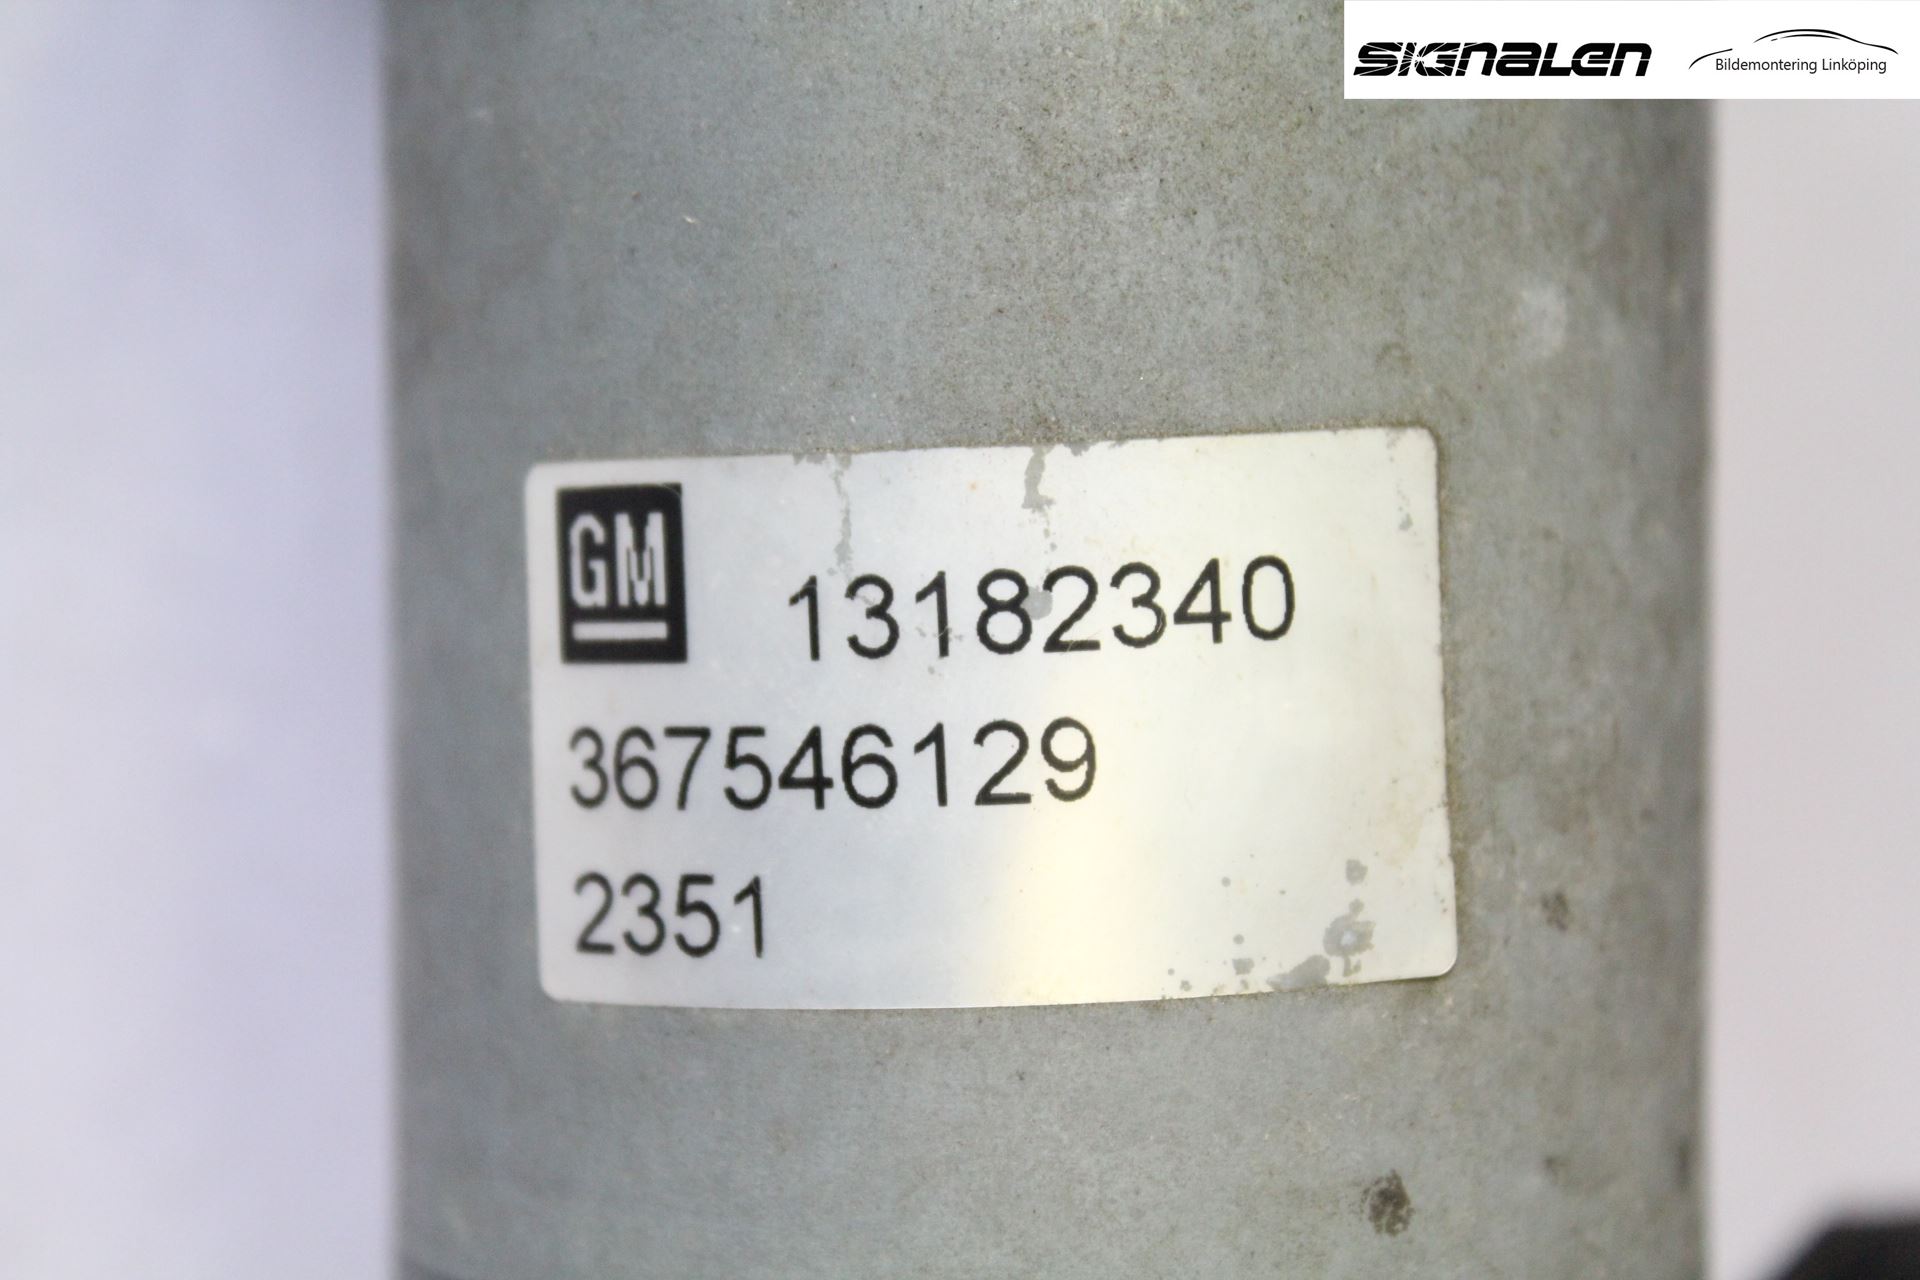 SIGNALEN
Bildemontering Linköping
GM
13182340
367546129
2351